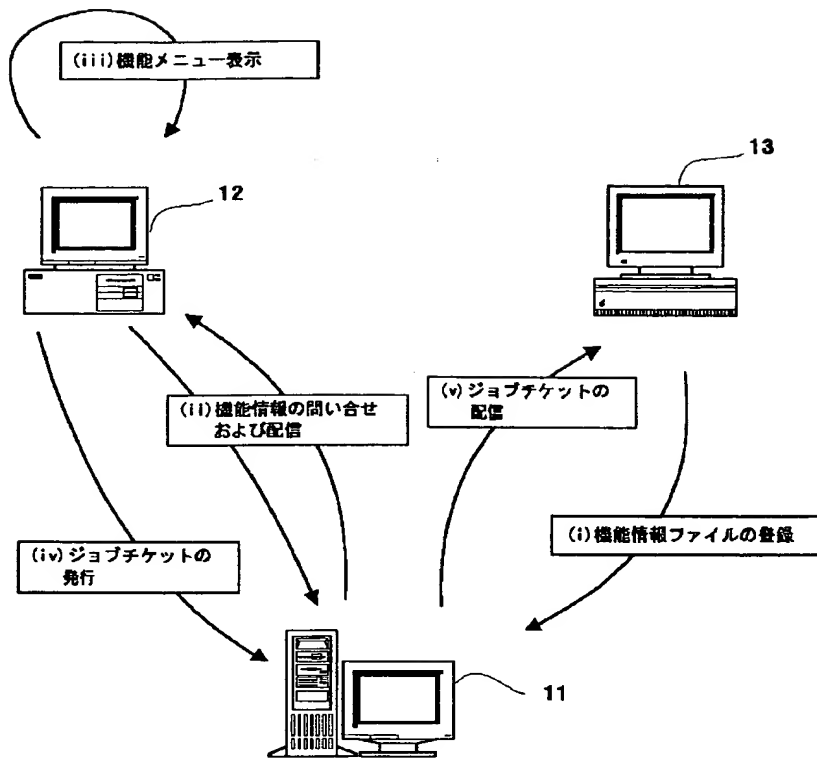 (iii)機能メニュー表示
13
12
(ii)機能情報の問い合せ
および配信
(v)ジョブチケットの
配信
(i)機能情報ファイルの登録
(iv)ジョブチケットの
発行
11